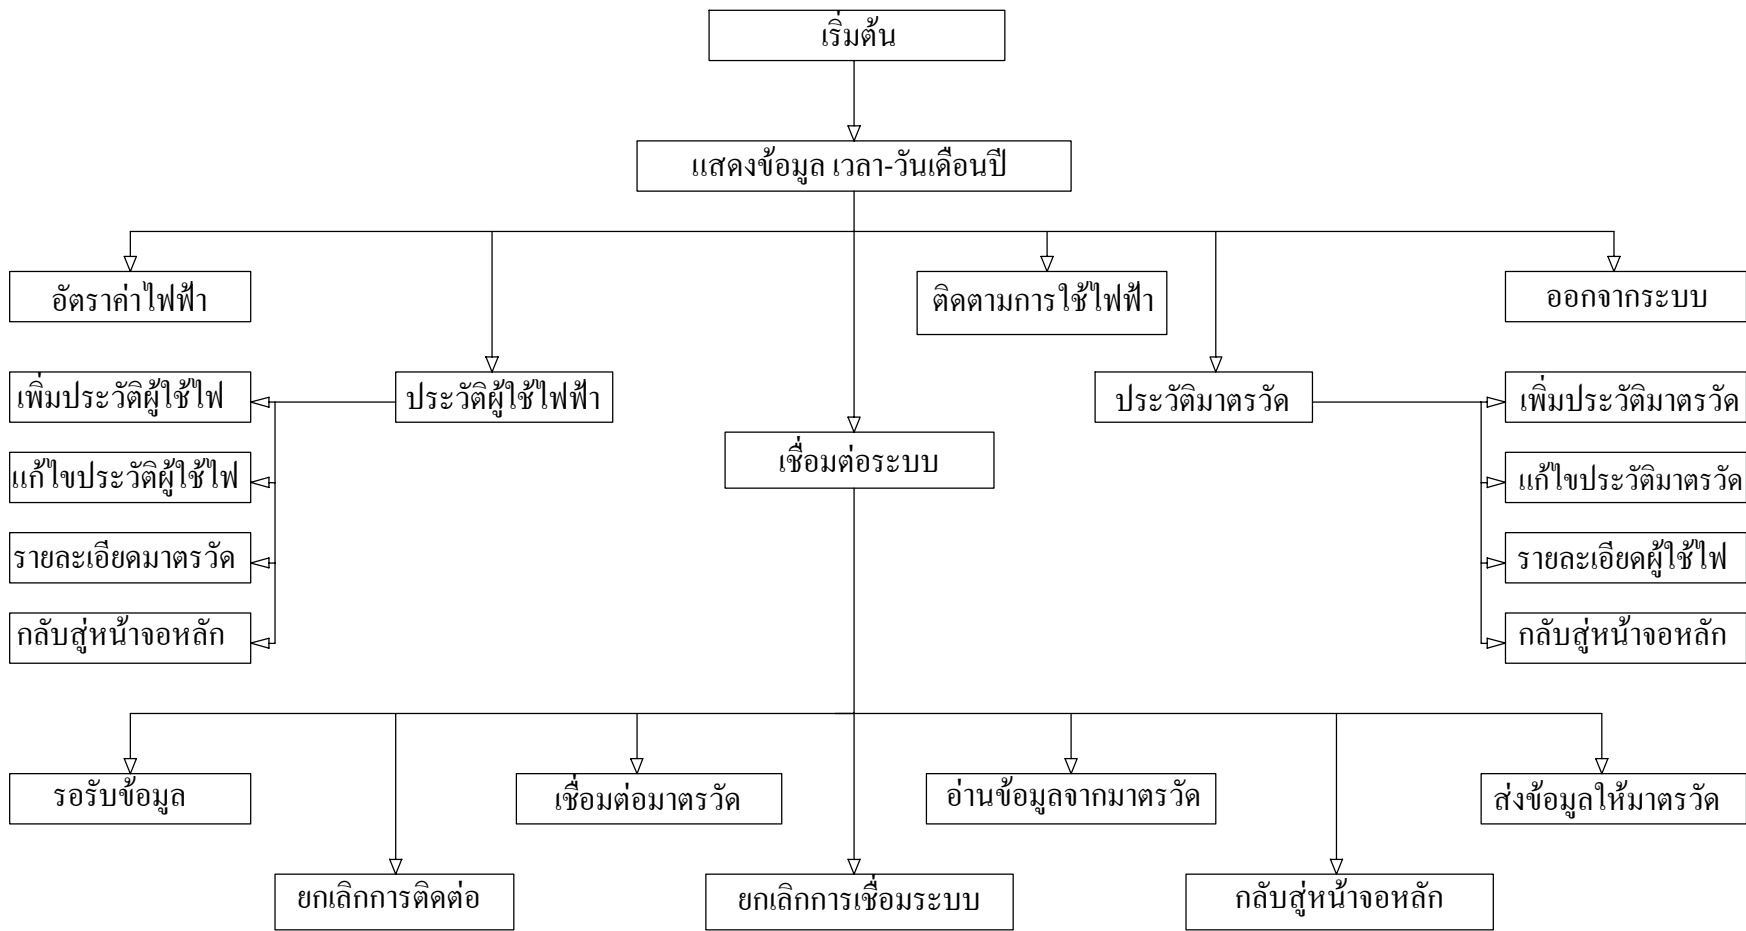 เริ่มต้น
แสดงข้อมูล เวลา-วันเดือนปี
อัตราค่าไฟฟ้า
ติดตามการใช้ไฟฟ้า
ออกจากระบบ
เพิ่มประวัติผู้ใช้ไฟ
ประวัติผู้ใช้ไฟฟ้า
ประวัติมาตรวัด
เพิ่มประวัติมาตรวัด
เชื่อมต่อระบบ
แก้ไขประวัติผู้ใช้ไฟ
แก้ไขประวัติมาตรวัด
รายละเอียดมาตรวัด
รายละเอียดผู้ใช้ไฟ
กลับสู่หน้าจอหลัก
กลับสู่หน้าจอหลัก
รอรับข้อมูล
เชื่อมต่อมาตรวัด
อ่านข้อมูลจากมาตรวัด
ส่งข้อมูลให้มาตรวัด
ยกเลิกการติดต่อ
ยกเลิกการเชื่อมระบบ
กลับสู่หน้าจอหลัก